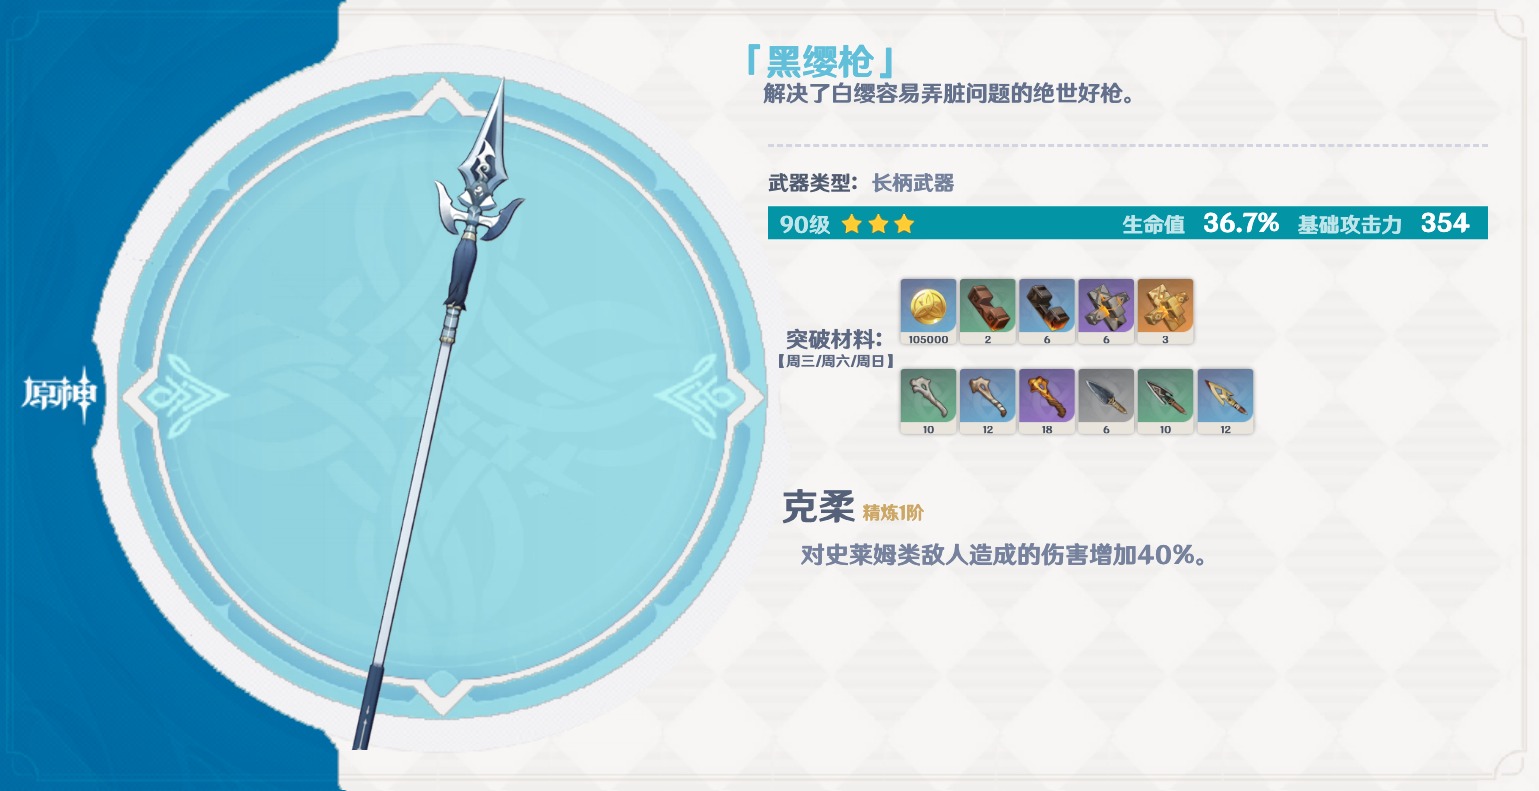 「黑缨枪」
解决了白缨容易弄脏问题的绝世好枪。
武器类型：长柄武器
90级 生命值 36.7% 基础攻击力 354
突破材料：
【周三/周六/周日】
105000 2 6 6 3
10 12 18 6 10 12
原神
克柔 精炼1阶
对史莱姆类敌人造成的伤害增加40%。